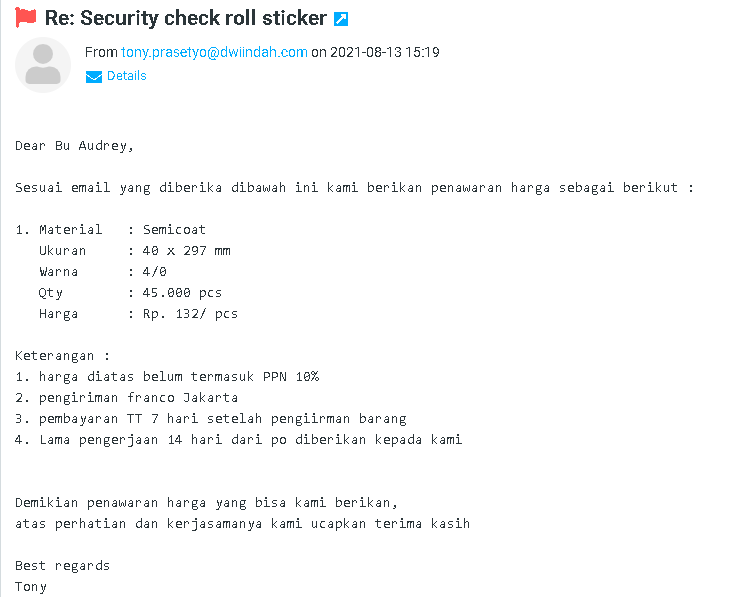 Re: Security check roll sticker
From tony.prasetyo@dwiindah.com on 2021-08-13 15:19
Details
Dear Bu Audrey,
Sesuai email yang diberika dibawah ini kami berikan penawaran harga sebagai berikut :
1. Material   : Semicoat
   Ukuran     : 40 x 297 mm
   Warna      : 4/0
   Qty        : 45.000 pcs
   Harga      : Rp. 132/ pcs
Keterangan :
1. harga diatas belum termasuk PPN 10%
2. pengiriman franco Jakarta
3. pembayaran TT 7 hari setelah pengiirman barang
4. Lama pengerjaan 14 hari dari po diberikan kepada kami
Demikian penawaran harga yang bisa kami berikan,
atas perhatian dan kerjasamanya kami ucapkan terima kasih
Best regards
Tony